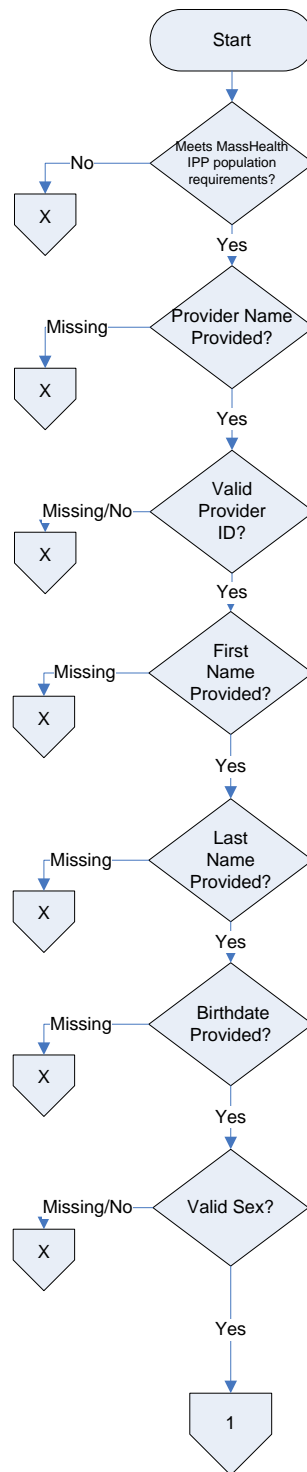 Start
Meets MassHealth
IPP population
requirements?
No
X
Yes
Provider Name
Provided?
Missing
X
Yes
Valid
Provider
ID?
Missing/No
X
Yes
First
Name
Provided?
Missing
X
Yes
Last
Name
Provided?
Missing
X
Yes
Birthdate
Provided?
Missing
X
Yes
Valid Sex?
Missing/No
X
Yes
1